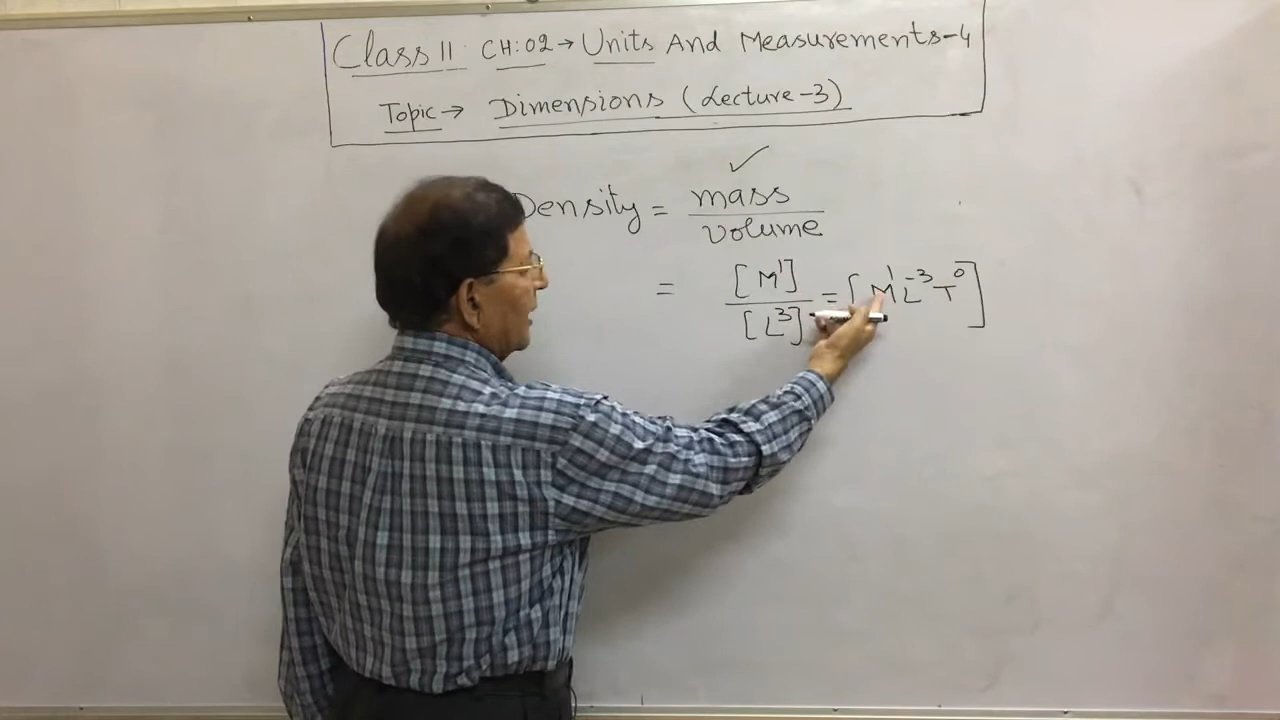 Class 11 CH:02→ Units And Measurements-4
Topic→ Dimensions (Lecture-3)
✓
Density = mass/volume
= [M¹]/[L³] = [M¹L⁻³T⁰]